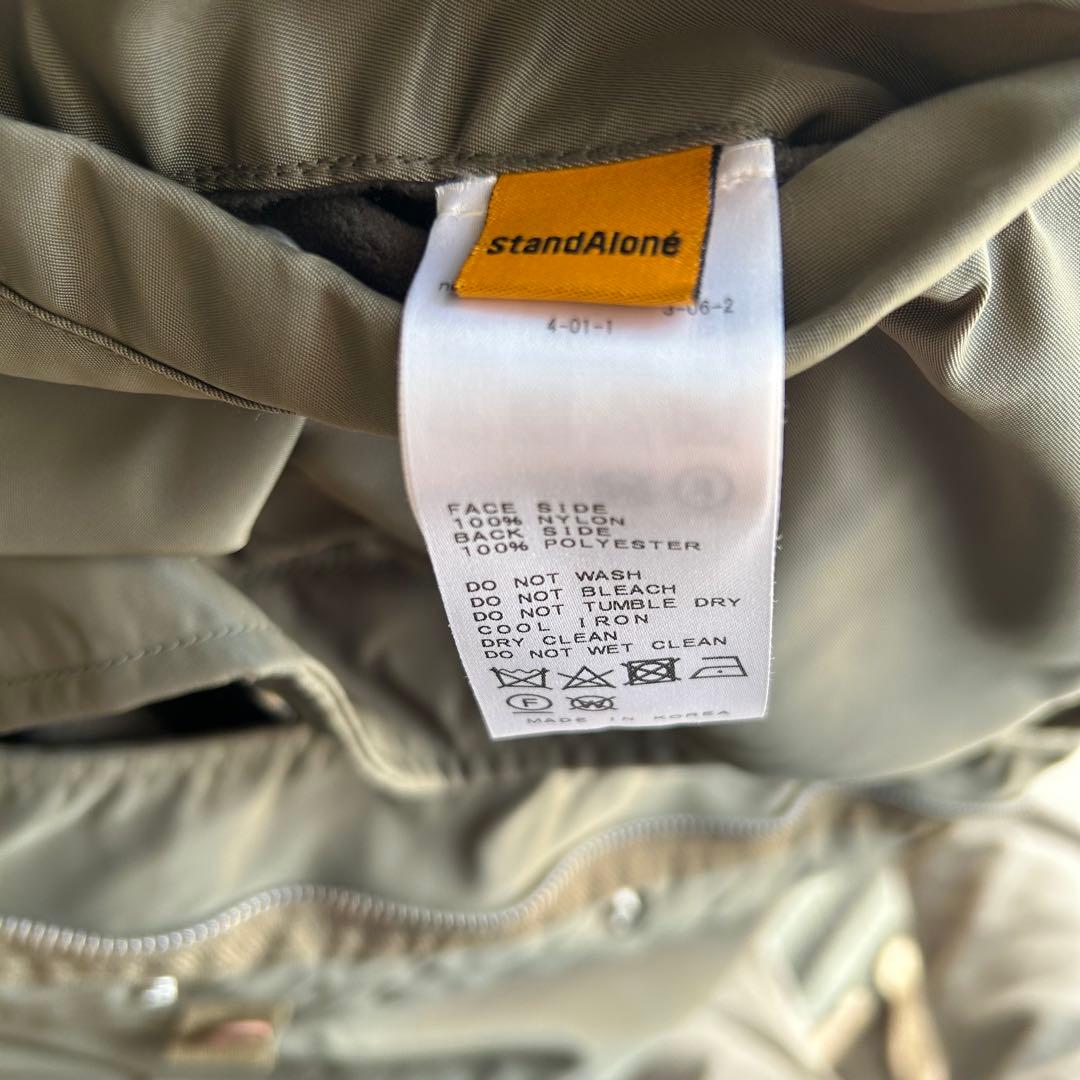 standAloné
3-06-2
4-01-1
FACE SIDE
100% NYLON
BACK SIDE
100% POLYESTER
DO NOT WASH
DO NOT BLEACH
DO NOT TUMBLE DRY
COOL IRON
DRY CLEAN
DO NOT WET CLEAN
F W
MADE IN KOREA